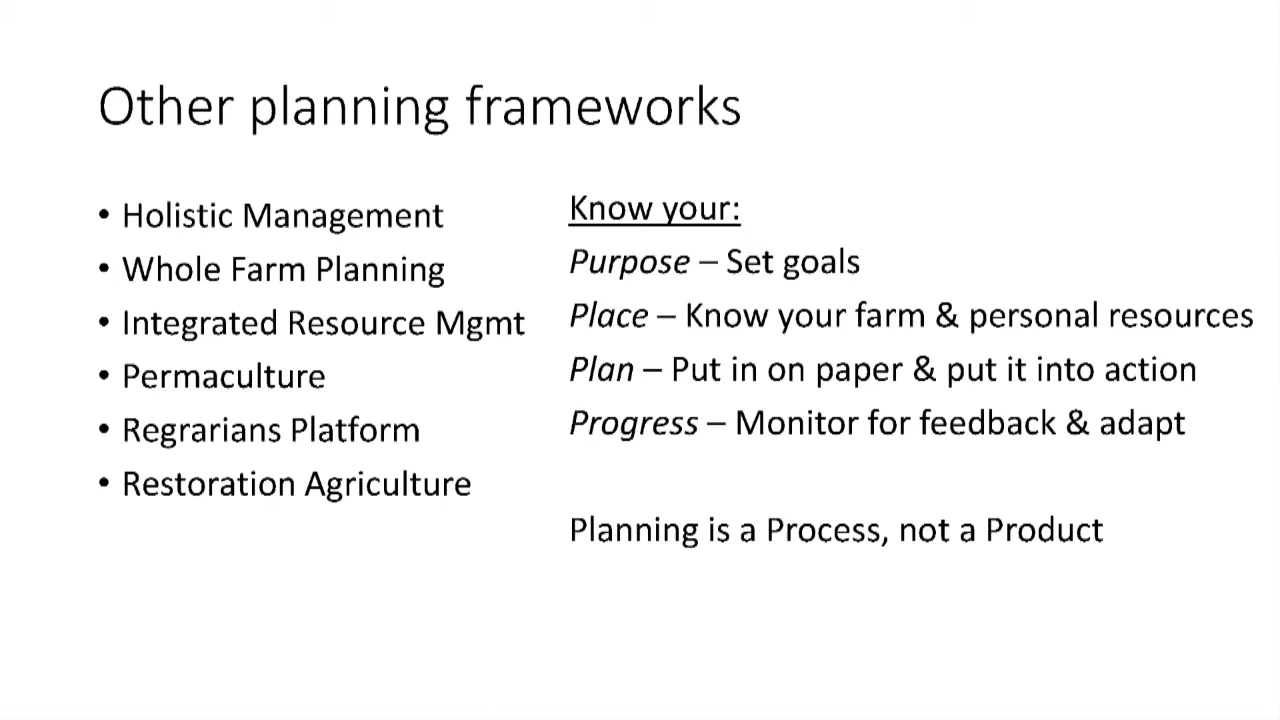 Other planning frameworks
• Holistic Management
• Whole Farm Planning
• Integrated Resource Mgmt
• Permaculture
• Regrarians Platform
• Restoration Agriculture
Know your:
Purpose – Set goals
Place – Know your farm & personal resources
Plan – Put in on paper & put it into action
Progress – Monitor for feedback & adapt
Planning is a Process, not a Product